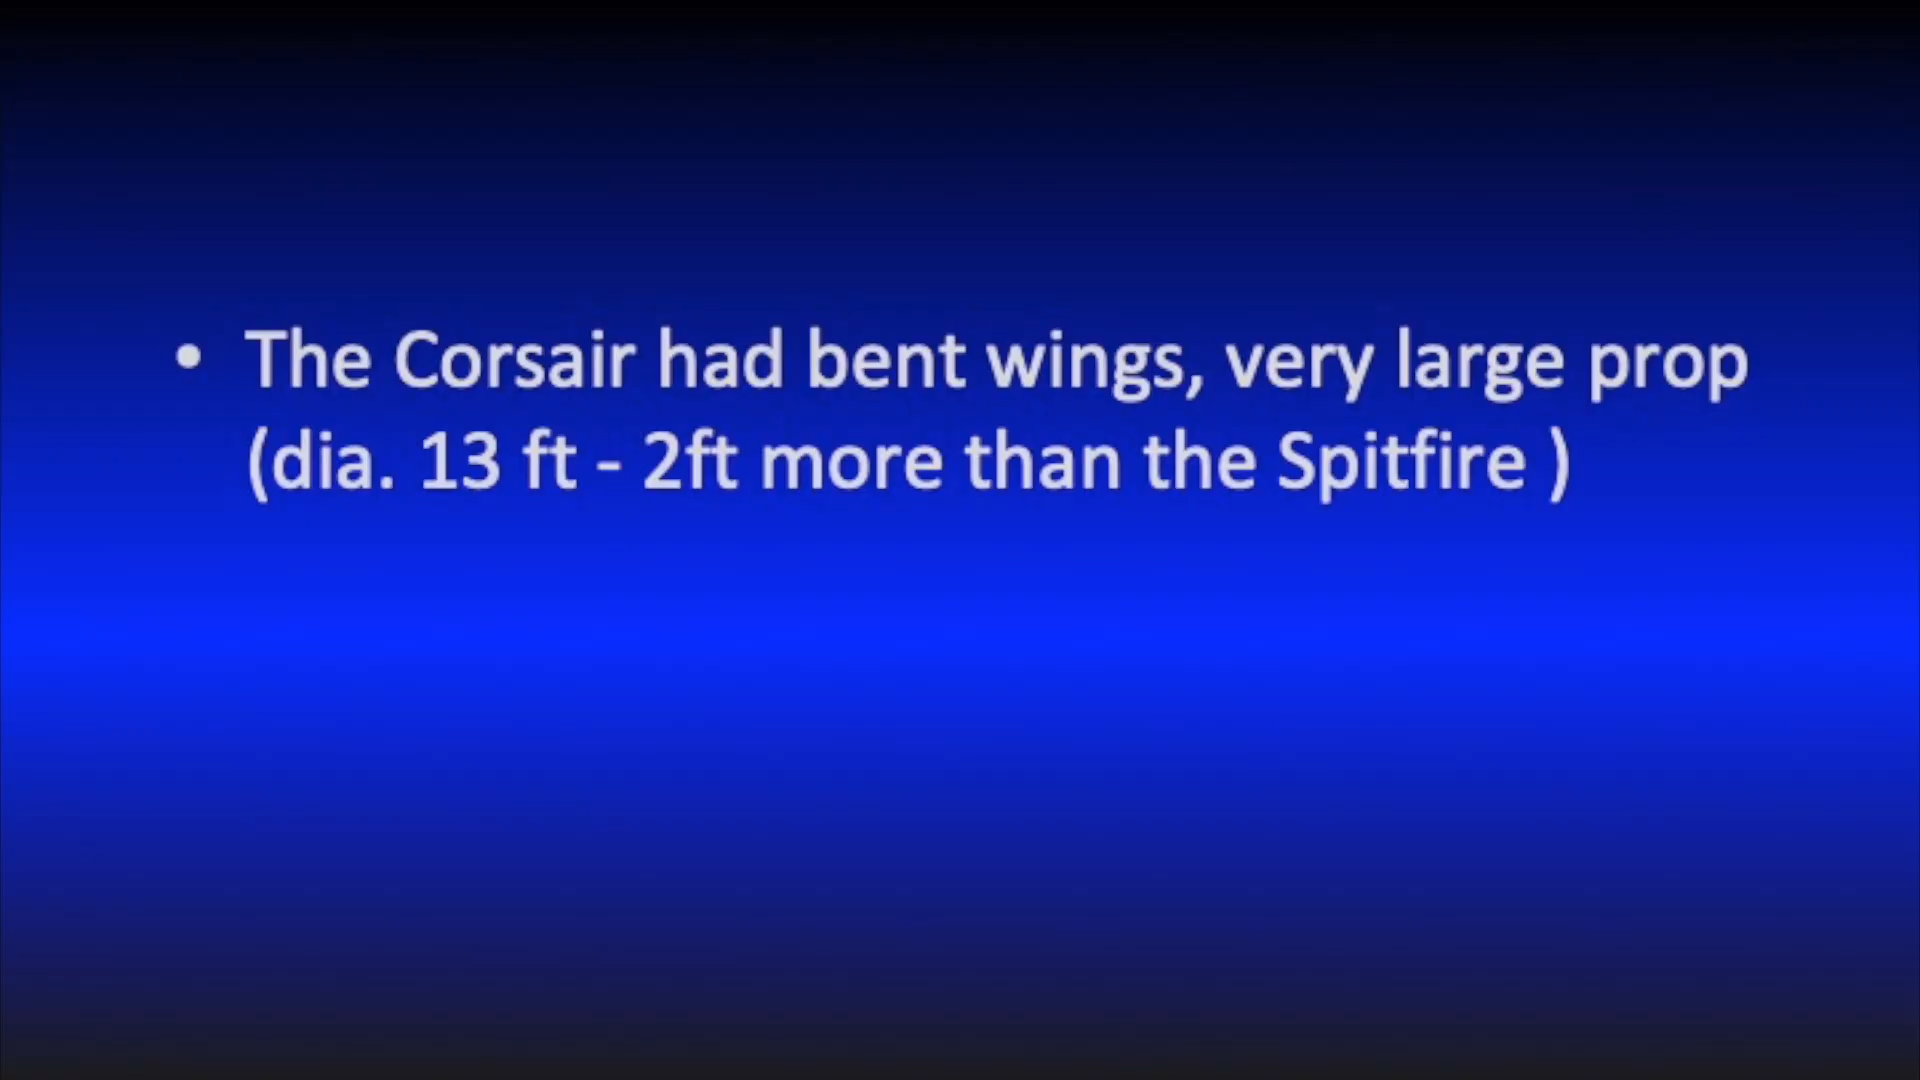 • The Corsair had bent wings, very large prop
(dia. 13 ft - 2ft more than the Spitfire )